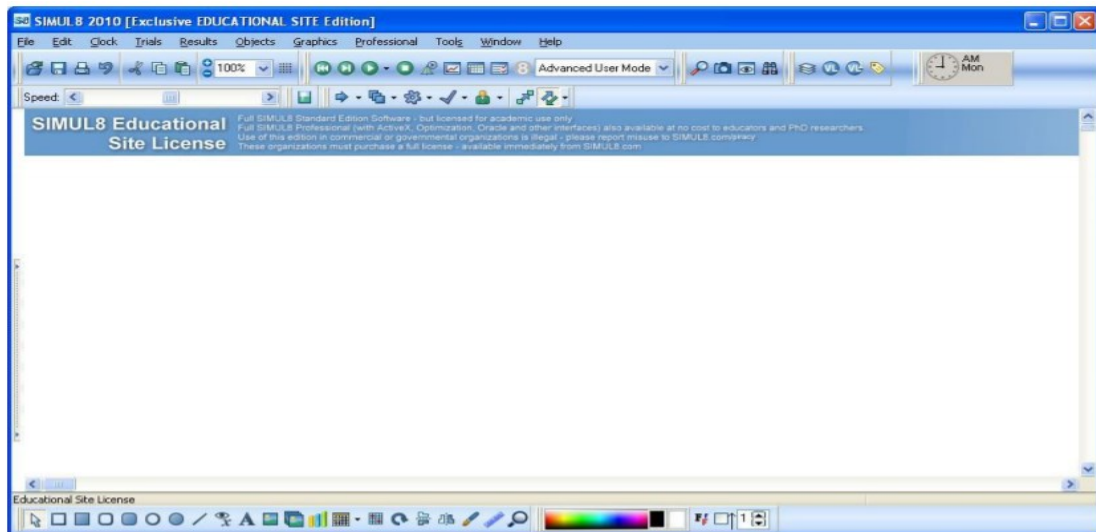 S8 SIMUL8 2010 [Exclusive EDUCATIONAL SITE Edition]
File Edit Clock Trials Results Objects Graphics Professional Tools Window Help
100% Advanced User Mode AM
Mon
Speed:
SIMUL8 Educational
Site License
Full SIMUL8 Standard Edition Software - but licensed for academic use only
Full SIMUL8 Professional (with ActiveX, Optimization, Oracle and other interfaces) also available at no cost to educators and PhD researchers.
Use of this edition in commercial or governmental organizations is illegal - please report misuse to SIMUL8.com/piracy
These organizations must purchase a full license - available immediately from SIMUL8.com
Educational Site License
1